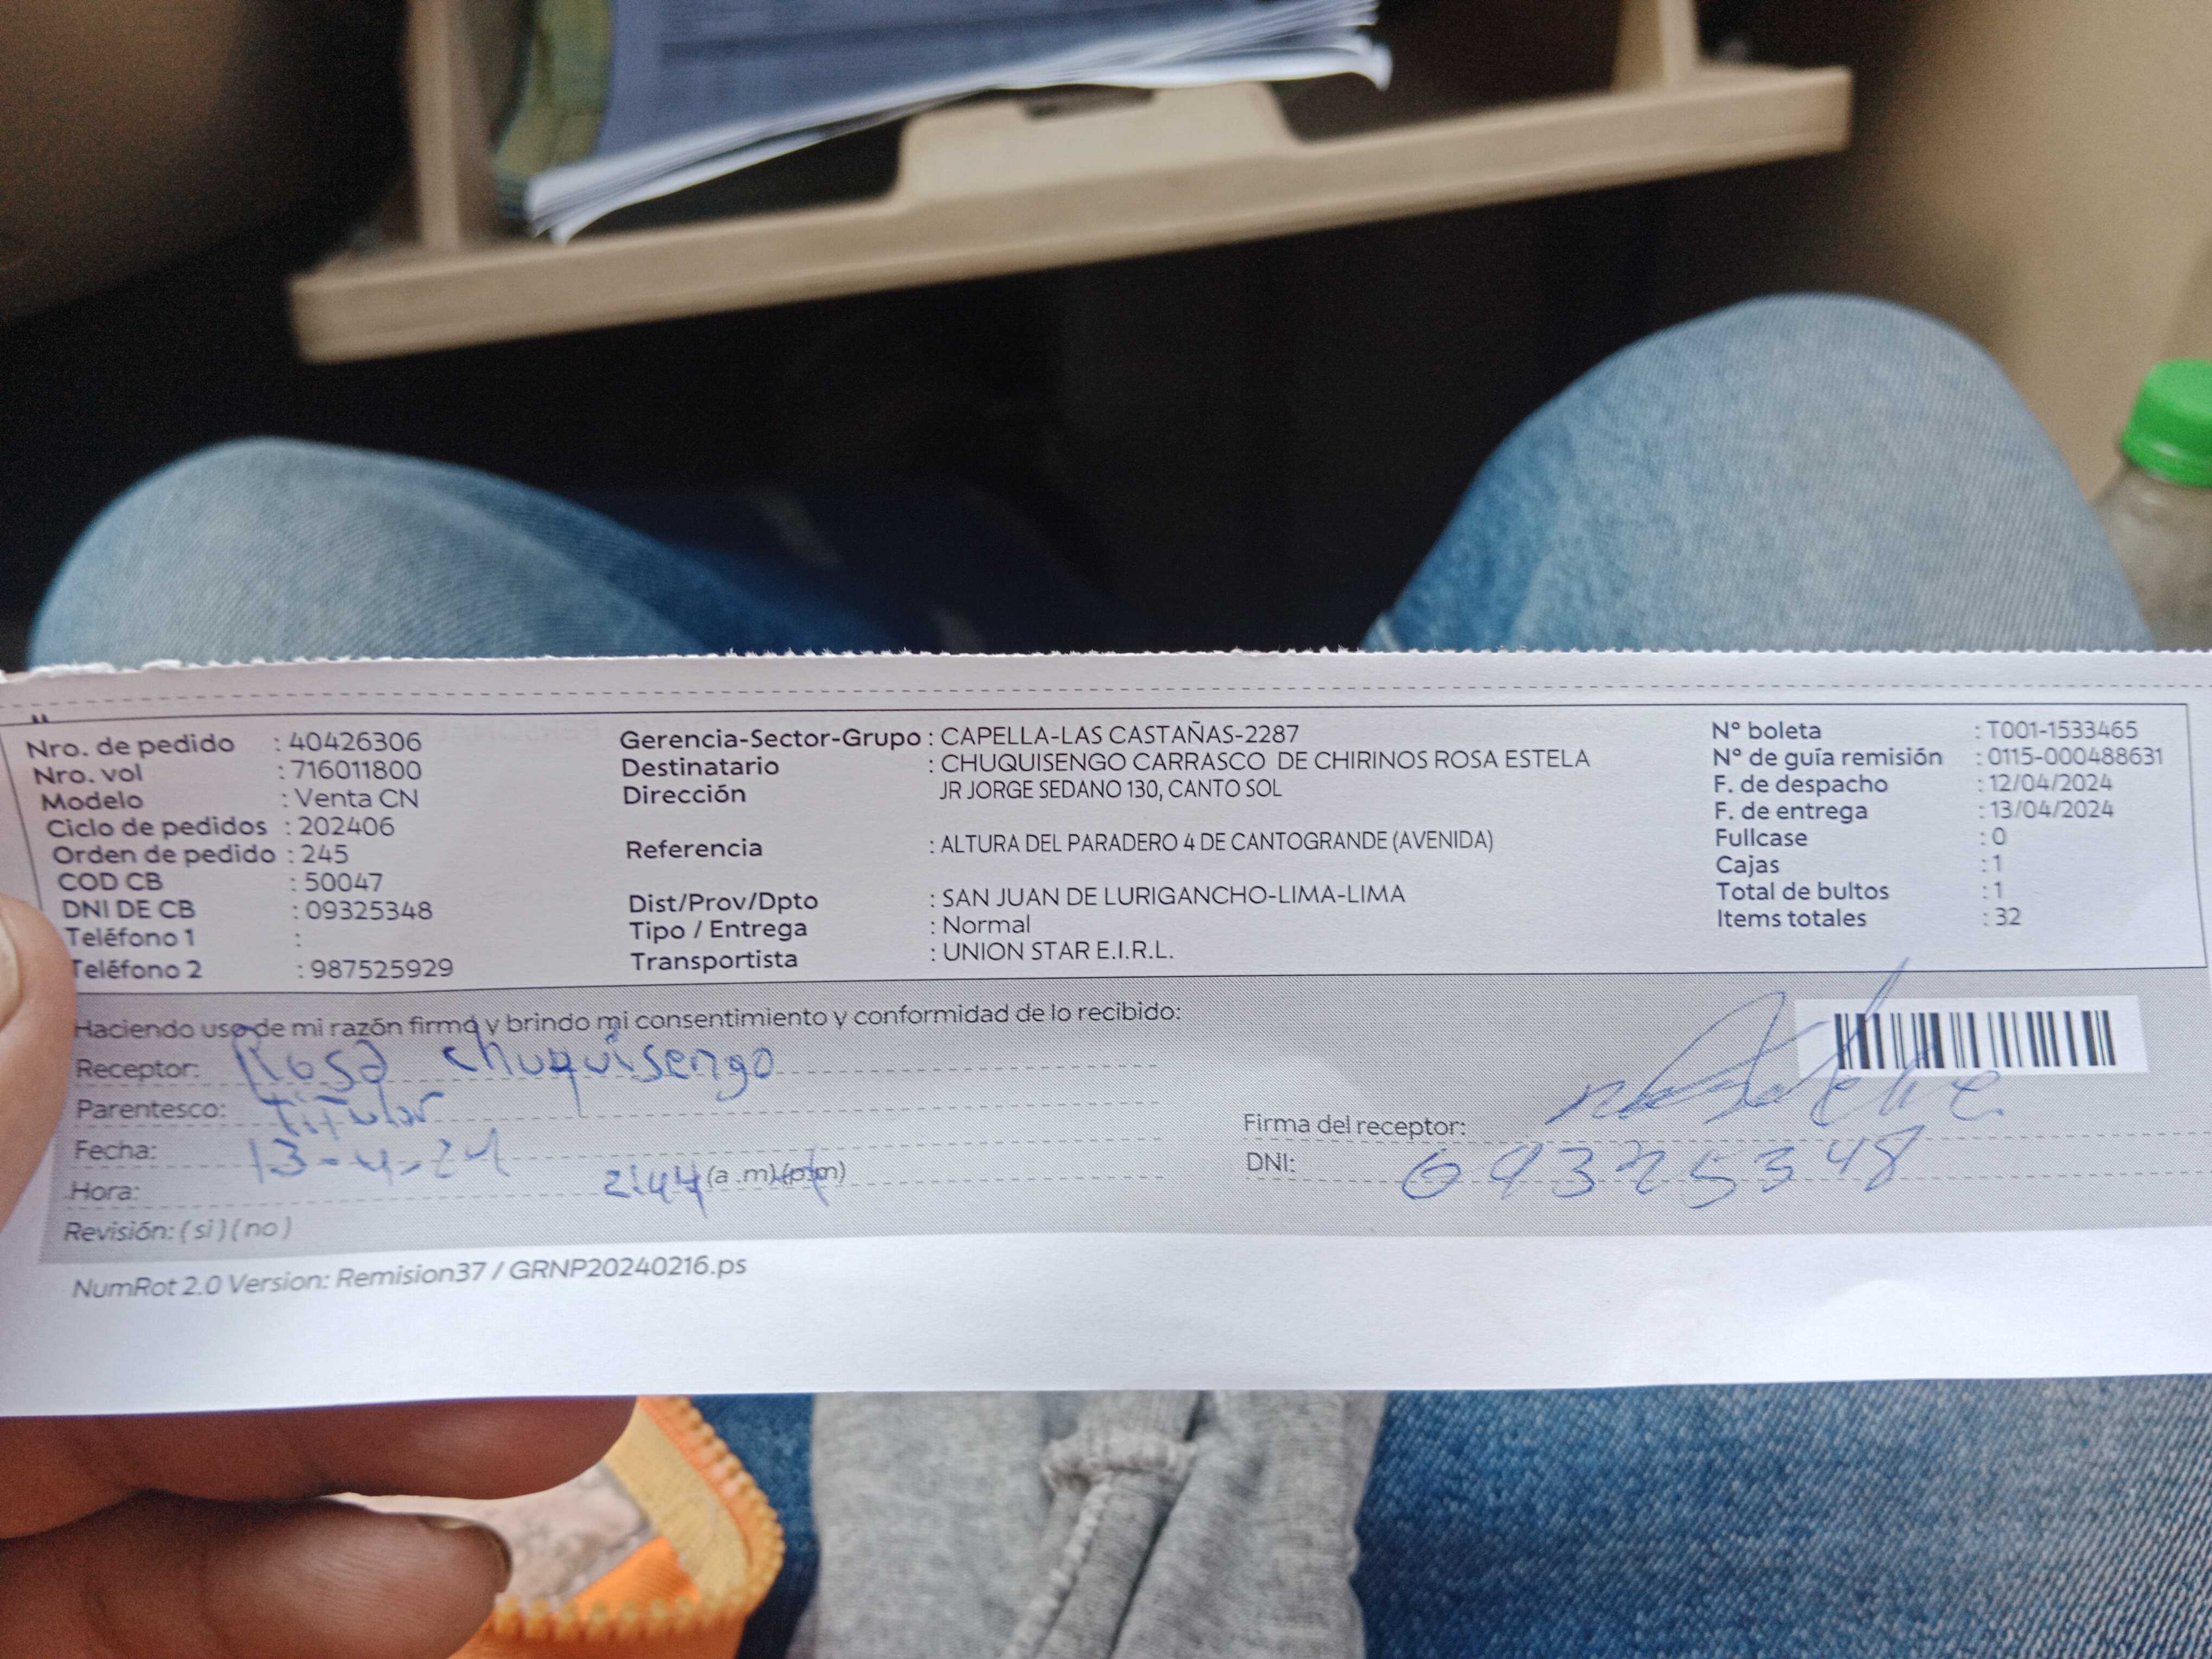 Nro. de pedido : 40426306
Nro. vol : 716011800
Modelo : Venta CN
Ciclo de pedidos : 202406
Orden de pedido : 245
COD CB : 50047
DNI DE CB : 09325348
Teléfono 1 :
Teléfono 2 : 987525929
Gerencia-Sector-Grupo : CAPELLA-LAS CASTAÑAS-2287
Destinatario : CHUQUISENGO CARRASCO DE CHIRINOS ROSA ESTELA
Dirección JR JORGE SEDANO 130, CANTO SOL
Referencia : ALTURA DEL PARADERO 4 DE CANTOGRANDE (AVENIDA)
Dist/Prov/Dpto : SAN JUAN DE LURIGANCHO-LIMA-LIMA
Tipo / Entrega : Normal
Transportista : UNION STAR E.I.R.L.
Nº boleta : T001-1533465
Nº de guía remisión : 0115-000488631
F. de despacho : 12/04/2024
F. de entrega : 13/04/2024
Fullcase : 0
Cajas : 1
Total de bultos : 1
Items totales : 32
Haciendo uso de mi razón firmo y brindo mi consentimiento y conformidad de lo recibido:
Receptor: Rosa chuquisengo
Parentesco: titular
Fecha: 13-4-24
Hora: 2:44 (a .m) (p.m)
Revisión: ( si ) ( no )
Firma del receptor:
DNI: 09325348
NumRot 2.0 Version: Remision37 / GRNP20240216.ps